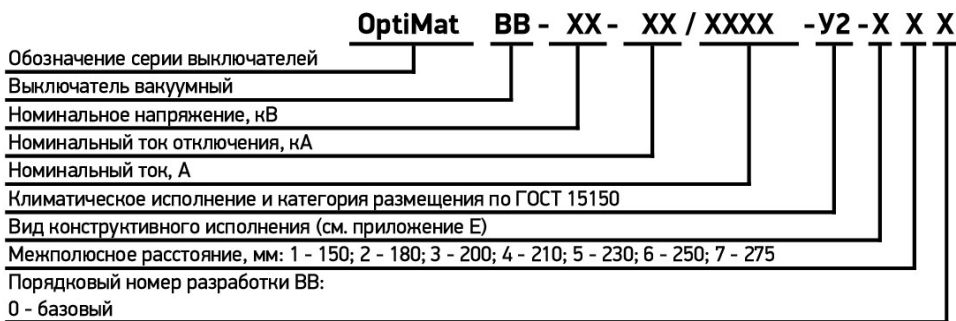 OptiMat ВВ - ХХ - ХХ / ХХХХ - У2 - Х Х Х
Обозначение серии выключателей
Выключатель вакуумный
Номинальное напряжение, кВ
Номинальный ток отключения, кА
Номинальный ток, А
Климатическое исполнение и категория размещения по ГОСТ 15150
Вид конструктивного исполнения (см. приложение Е)
Межполюсное расстояние, мм: 1 - 150; 2 - 180; 3 - 200; 4 - 210; 5 - 230; 6 - 250; 7 - 275
Порядковый номер разработки ВВ:
0 - базовый